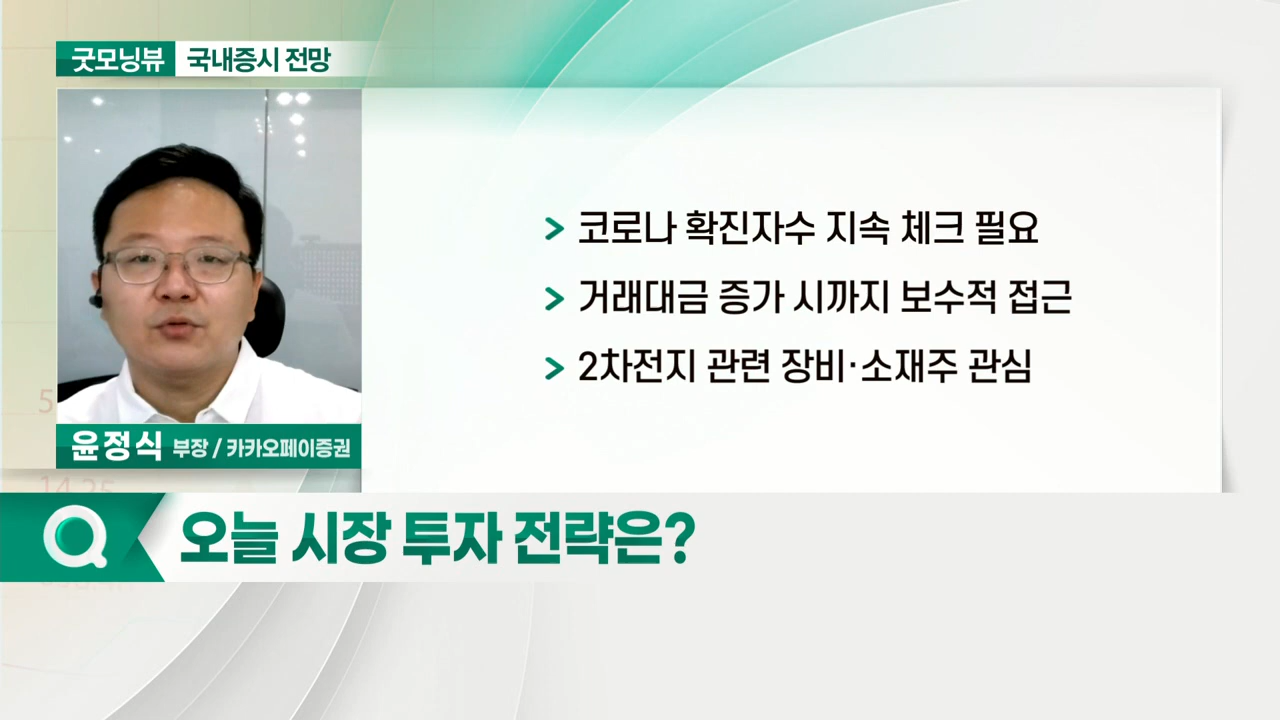 굿모닝뷰 국내증시 전망
> 코로나 확진자수 지속 체크 필요
> 거래대금 증가 시까지 보수적 접근
> 2차전지 관련 장비·소재주 관심
윤정식 부장 / 카카오페이증권
Q 오늘 시장 투자 전략은?